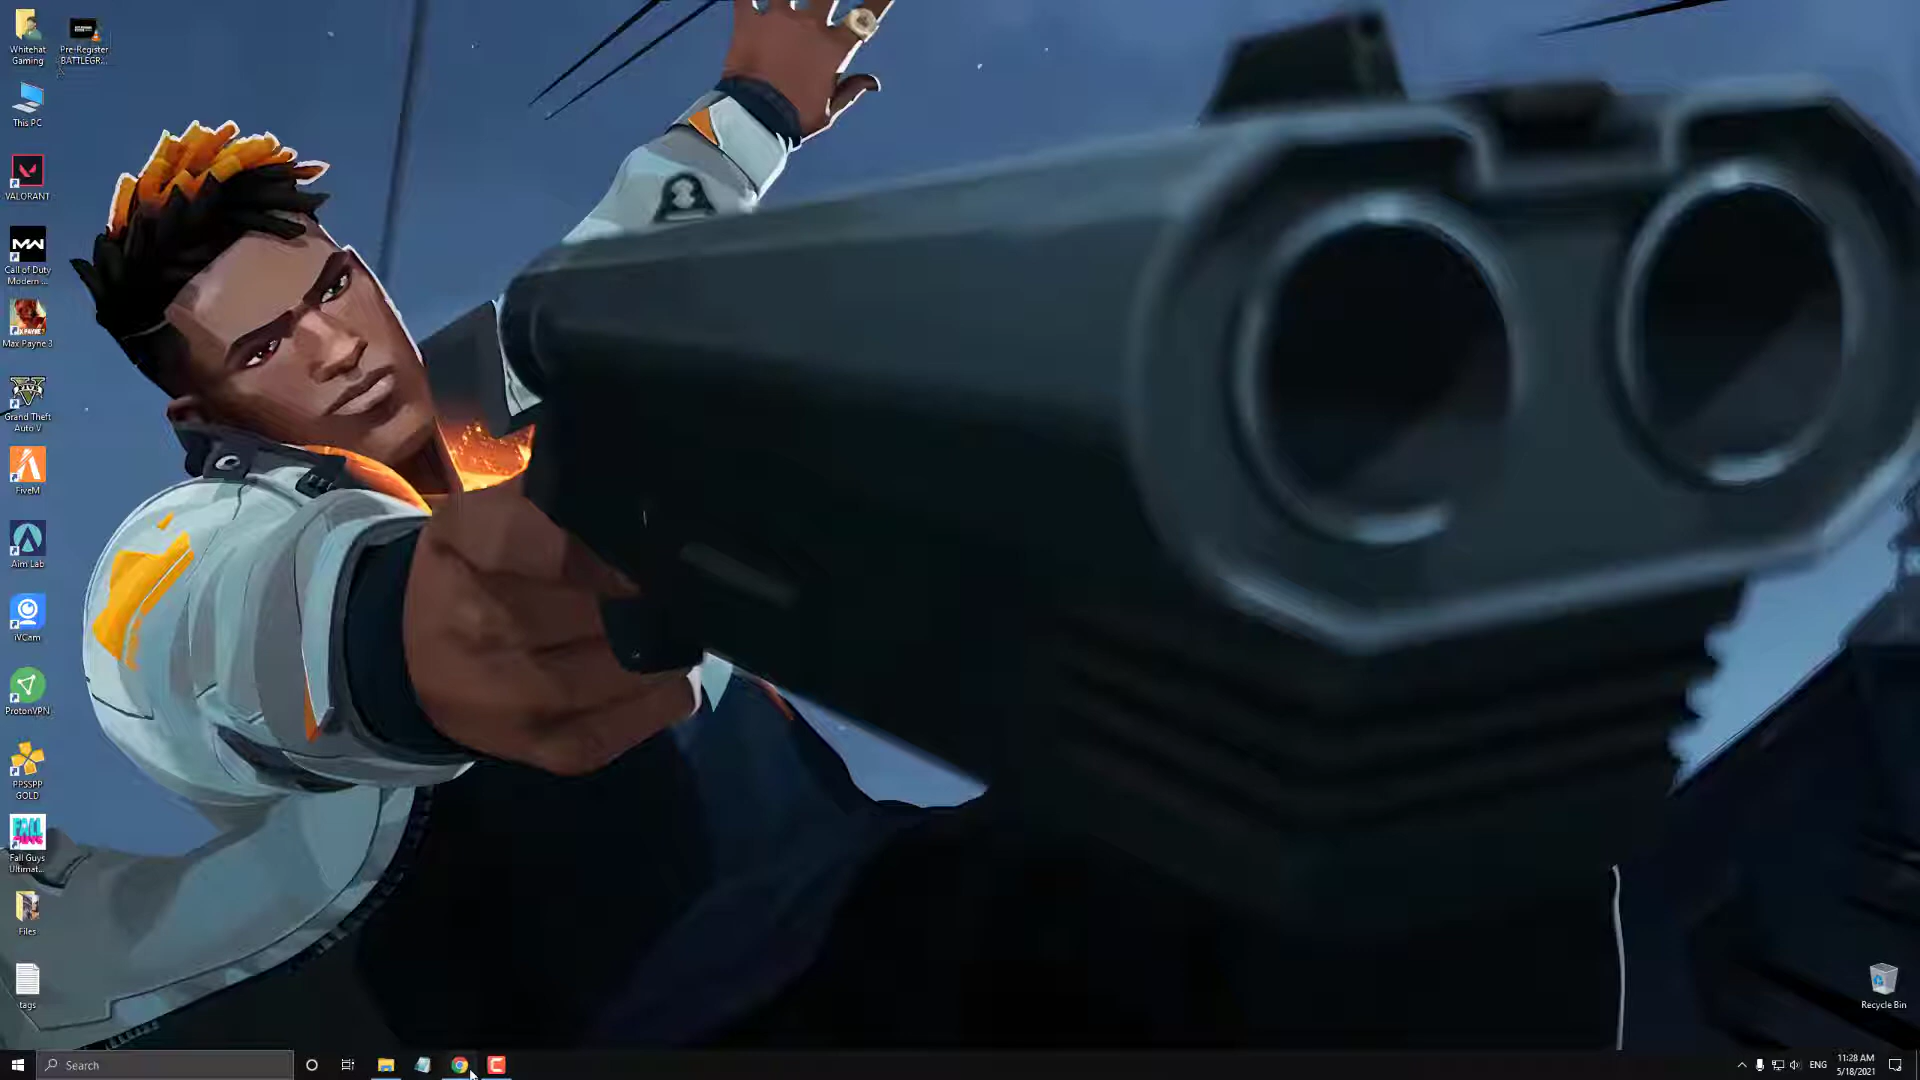 Whitehat
Gaming
Pre-Register
BATTLEGR...
This PC
VALORANT
MW
Call of Duty
Modern ...
Max Payne 3
Grand Theft
Auto V
FiveM
Aim Lab
iVCam
ProtonVPN
PPSSPP
GOLD
FALL
GUYS
Fall Guys
Ultimat...
Files
tags
Recycle Bin
Search
ENG
11:28 AM
5/18/2021